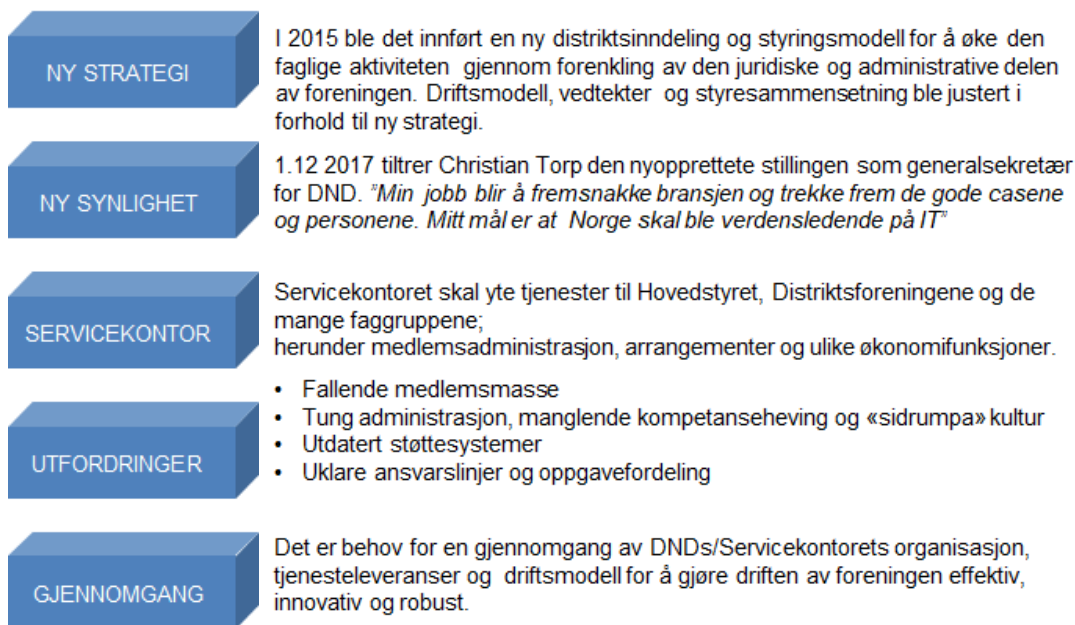 NY STRATEGI
I 2015 ble det innført en ny distriktsinndeling og styringsmodell for å øke den
faglige aktiviteten gjennom forenkling av den juridiske og administrative delen
av foreningen. Driftsmodell, vedtekter og styresammensetning ble justert i
forhold til ny strategi.
NY SYNLIGHET
1.12 2017 tiltrer Christian Torp den nyopprettete stillingen som generalsekretær
for DND. "Min jobb blir å fremsnakke bransjen og trekke frem de gode casene
og personene. Mitt mål er at Norge skal ble verdensledende på IT"
SERVICEKONTOR
Servicekontoret skal yte tjenester til Hovedstyret, Distriktsforeningene og de
mange faggruppene;
herunder medlemsadministrasjon, arrangementer og ulike økonomifunksjoner.
UTFORDRINGER
• Fallende medlemsmasse
• Tung administrasjon, manglende kompetanseheving og «sidrumpa» kultur
• Utdatert støttesystemer
• Uklare ansvarslinjer og oppgavefordeling
GJENNOMGANG
Det er behov for en gjennomgang av DNDs/Servicekontorets organisasjon,
tjenesteleveranser og driftsmodell for å gjøre driften av foreningen effektiv,
innovativ og robust.